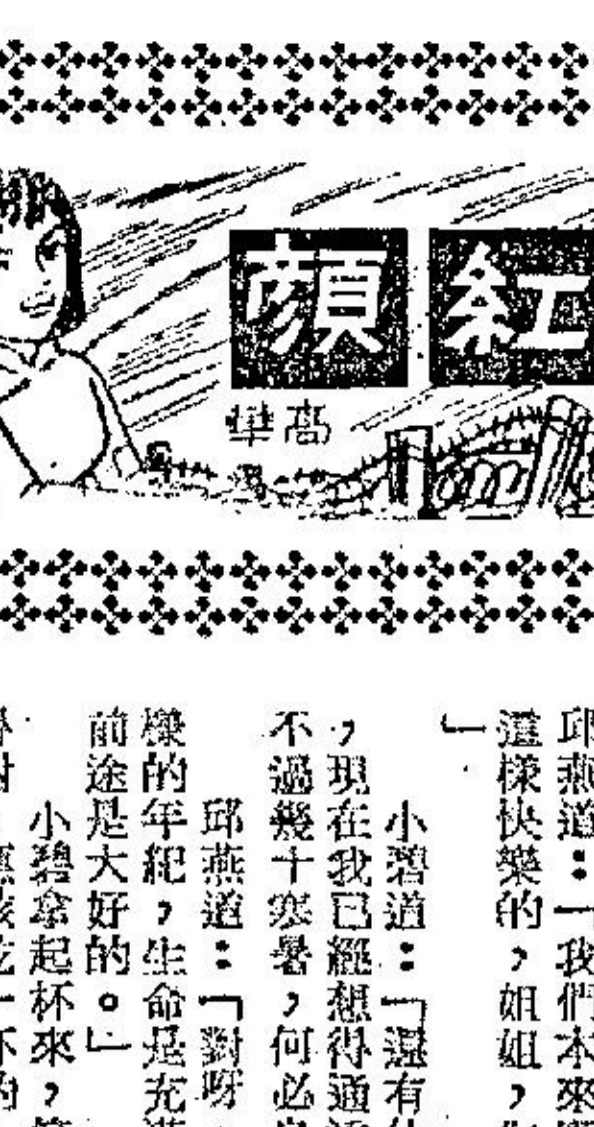 紅顏
高華
邱燕道：「我們本來
這樣快樂的，姐姐，
」
小碧道：「還有
，現在我已經想得通
不過幾十寒暑，何必
邱燕道：「對呀
樣的年紀，生命是充滿
前途是大好的。」
小碧拿起杯來，